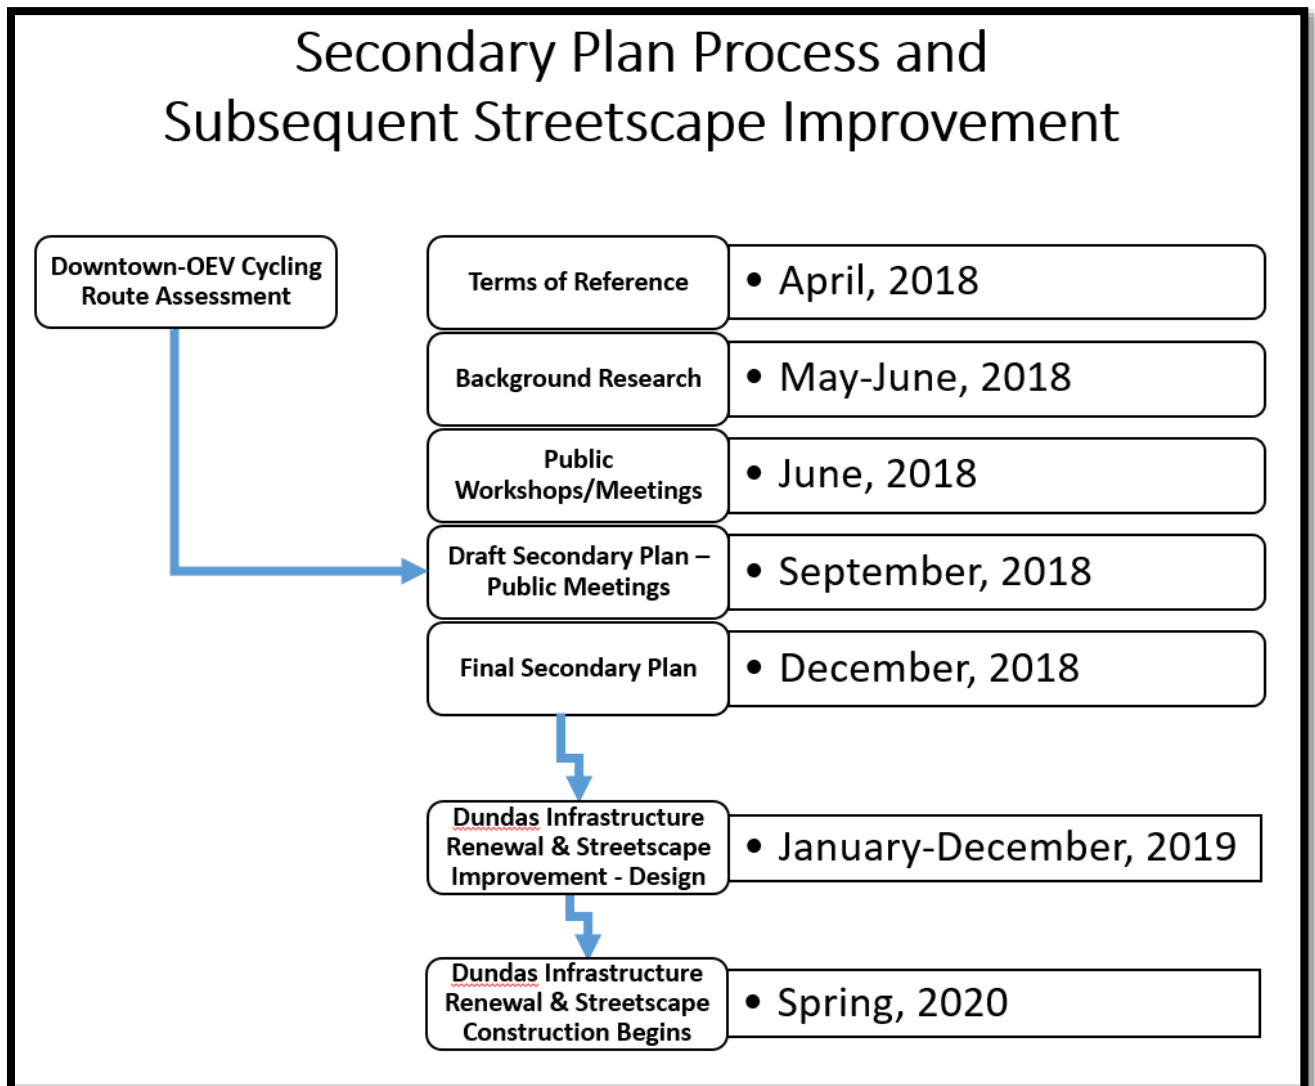 Secondary Plan Process and
Subsequent Streetscape Improvement
Downtown-OEV Cycling
Route Assessment
Terms of Reference
• April, 2018
Background Research
• May-June, 2018
Public
Workshops/Meetings
• June, 2018
Draft Secondary Plan –
Public Meetings
• September, 2018
Final Secondary Plan
• December, 2018
Dundas Infrastructure
Renewal & Streetscape
Improvement - Design
• January-December, 2019
Dundas Infrastructure
Renewal & Streetscape
Construction Begins
• Spring, 2020